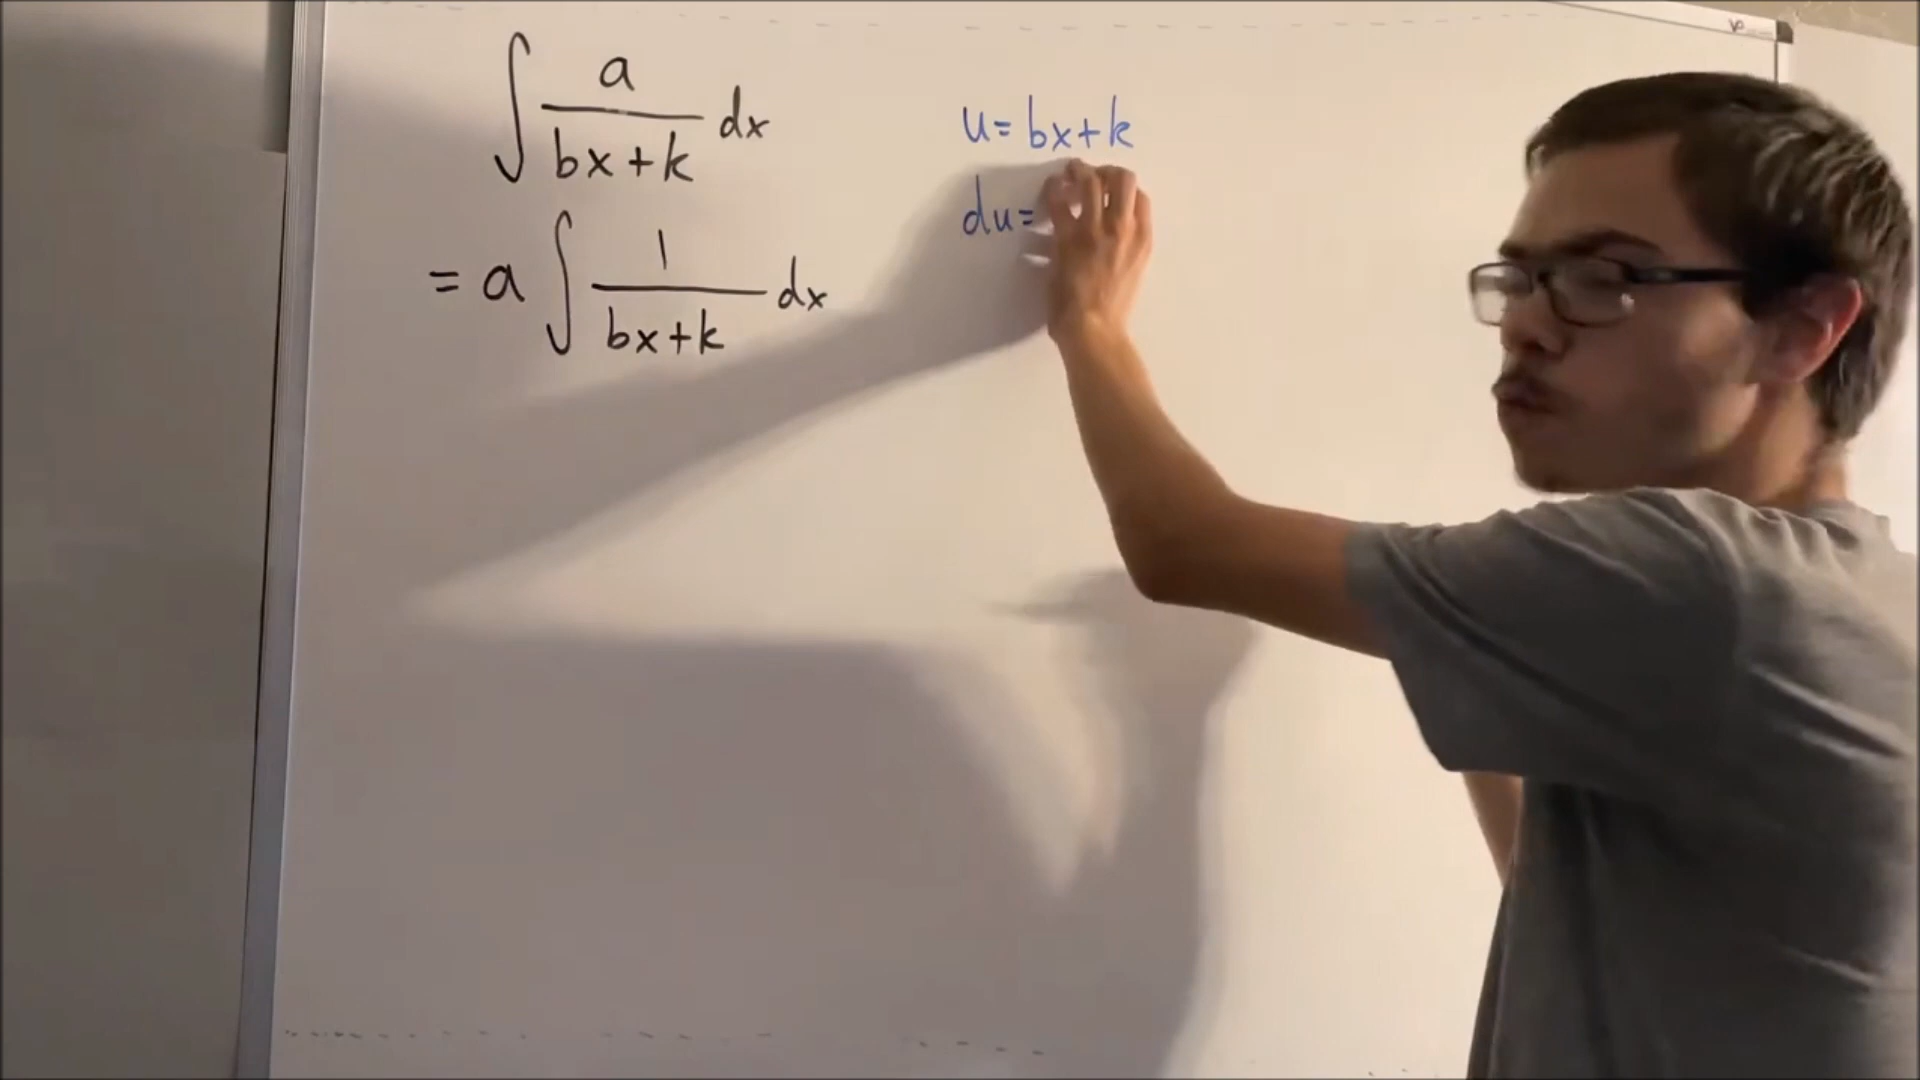 ∫ a/(bx+k) dx
= a ∫ 1/(bx+k) dx
u= bx+k
du=